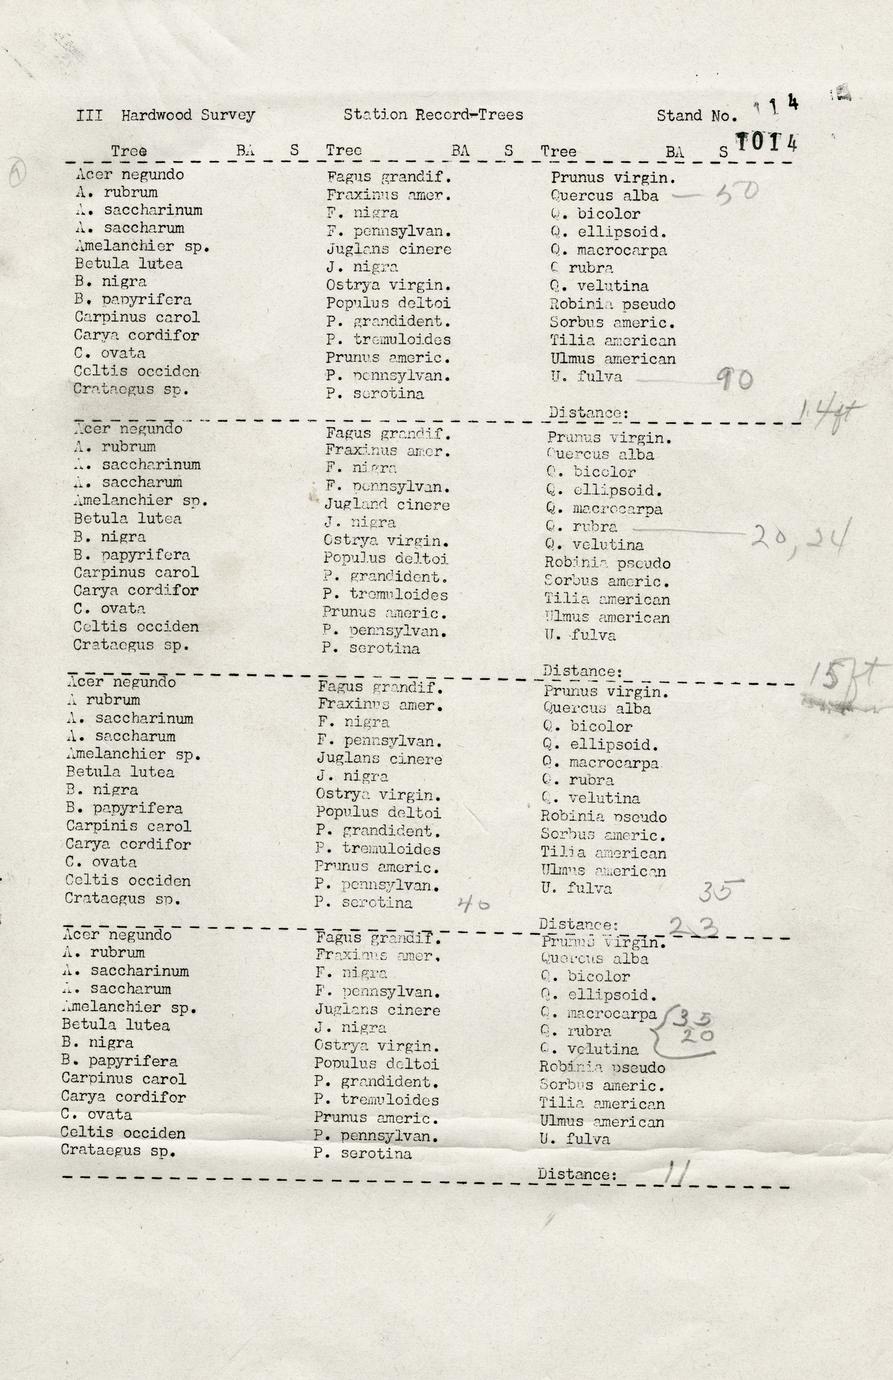 III Hardwood Survey Station Record-Trees Stand No. 114
1014
Tree BA S Tree BA S Tree BA S
Acer negundo Fagus grandif. Prunus virgin.
A. rubrum Fraxinus amer. Quercus alba — 50
A. saccharinum F. nigra Q. bicolor
A. saccharum F. pennsylvan. Q. ellipsoid.
Amelanchier sp. Juglans cinere Q. macrocarpa
Betula lutea J. nigra Q rubra
B. nigra Ostrya virgin. Q. velutina
B. papyrifera Populus deltoi Robinia pseudo
Carpinus carol P. grandident. Sorbus americ.
Carya cordifor P. tremuloides Tilia american
C. ovata Prunus americ. Ulmus american
Celtis occiden P. pennsylvan. U. fulva — 90
Crataegus sp. P. serotina
Distance: 14ft
Acer negundo Fagus grandif. Prunus virgin.
A. rubrum Fraxinus amer. Quercus alba
A. saccharinum F. nigra Q. bicolor
A. saccharum F. pennsylvan. Q. ellipsoid.
Amelanchier sp. Jugland cinere Q. macrocarpa
Betula lutea J. nigra Q. rubra — 20, 24
B. nigra Ostrya virgin. Q. velutina
B. papyrifera Populus deltoi Robinia pseudo
Carpinus carol P. grandident. Sorbus americ.
Carya cordifor P. tremuloides Tilia american
C. ovata Prunus americ. Ulmus american
Celtis occiden P. pennsylvan. U. fulva
Crataegus sp. P. serotina
Distance: 15ft
Acer negundo Fagus grandif. Prunus virgin.
A rubrum Fraxinus amer. Quercus alba
A. saccharinum F. nigra Q. bicolor
A. saccharum F. pennsylvan. Q. ellipsoid.
Amelanchier sp. Juglans cinere Q. macrocarpa
Betula lutea J. nigra Q. rubra
B. nigra Ostrya virgin. Q. velutina
B. papyrifera Populus deltoi Robinia pseudo
Carpinis carol P. grandident. Sorbus americ.
Carya cordifor P. tremuloides Tilia american
C. ovata Prunus americ. Ulmus american
Celtis occiden P. pennsylvan. U. fulva 35
Crataegus sp. P. serotina 40
Distance: 23
Acer negundo Fagus grandif. Prunus virgin.
A. rubrum Fraxinus amer. Quercus alba
A. saccharinum F. nigra Q. bicolor
A. saccharum F. pennsylvan. Q. ellipsoid.
Amelanchier sp. Juglans cinere Q. macrocarpa 35
Betula lutea J. nigra Q. rubra 20
B. nigra Ostrya virgin. Q. velutina
B. papyrifera Populus deltoi Robinia pseudo
Carpinus carol P. grandident. Sorbus americ.
Carya cordifor P. tremuloides Tilia american
C. ovata Prunus americ. Ulmus american
Celtis occiden P. pennsylvan. U. fulva
Crataegus sp. P. serotina
Distance: 11